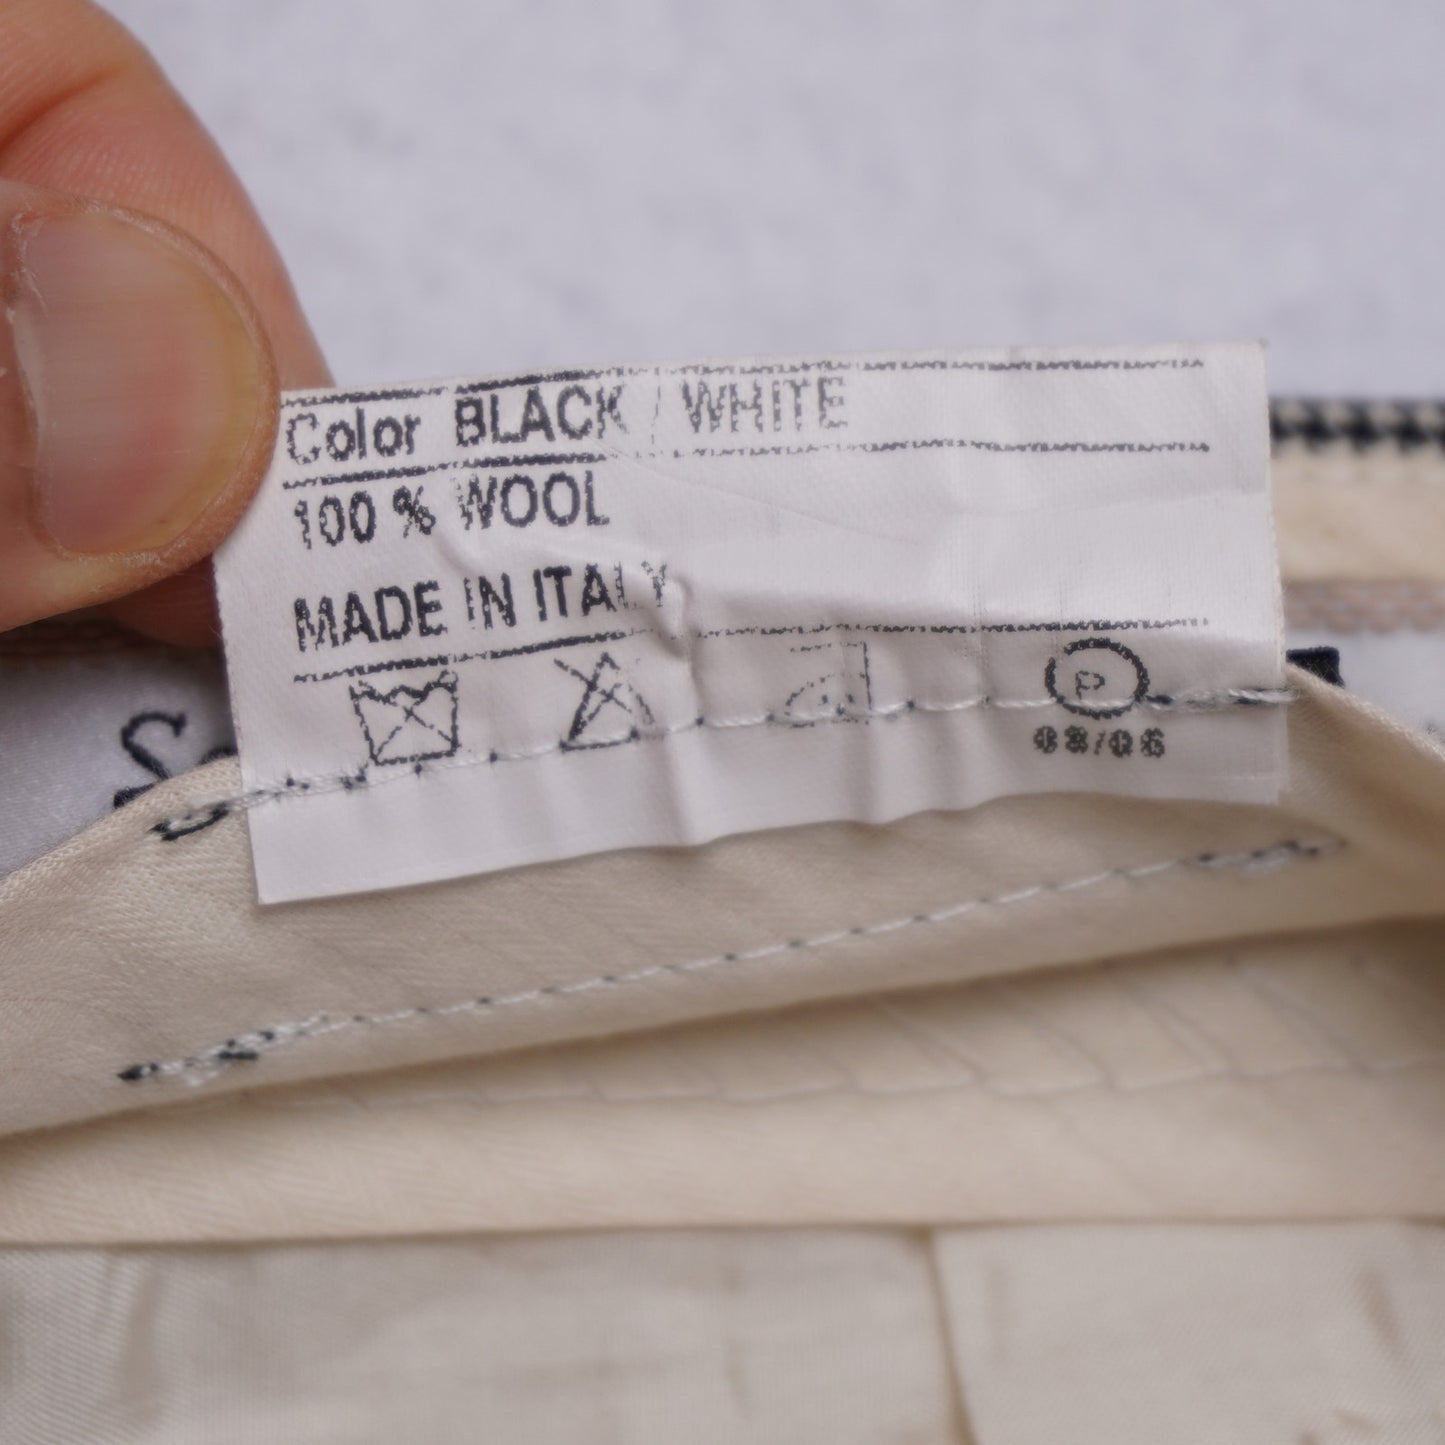 Color BLACK / WHITE
100 % WOOL
MADE IN ITALY
P